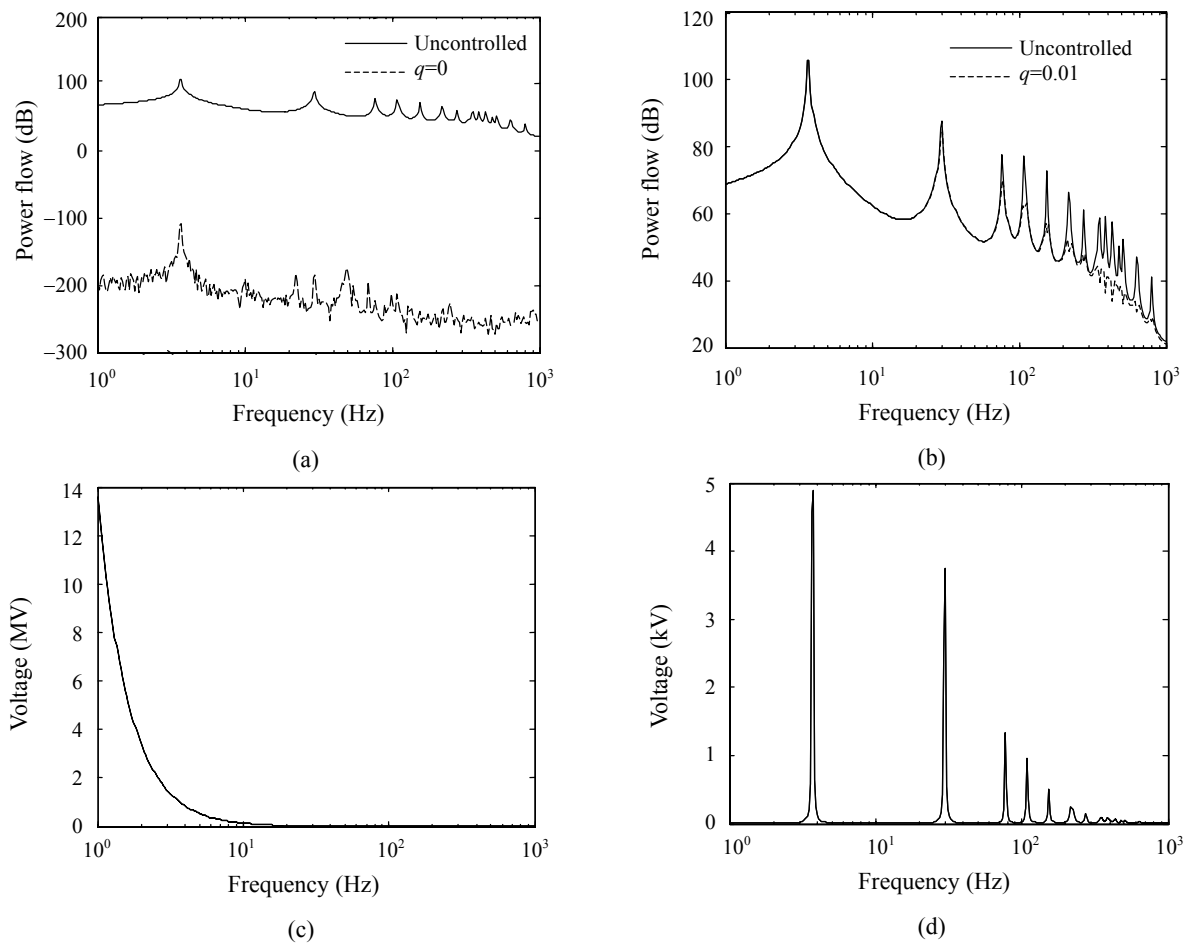 200
100
0
–100
–200
–300
Power flow (dB)
Uncontrolled
q=0
10^0
10^1
10^2
10^3
Frequency (Hz)
(a)
120
100
80
60
40
20
Power flow (dB)
Uncontrolled
q=0.01
10^0
10^1
10^2
10^3
Frequency (Hz)
(b)
14
12
10
8
6
4
2
0
Voltage (MV)
10^0
10^1
10^2
10^3
Frequency (Hz)
(c)
5
4
3
2
1
0
Voltage (kV)
10^0
10^1
10^2
10^3
Frequency (Hz)
(d)